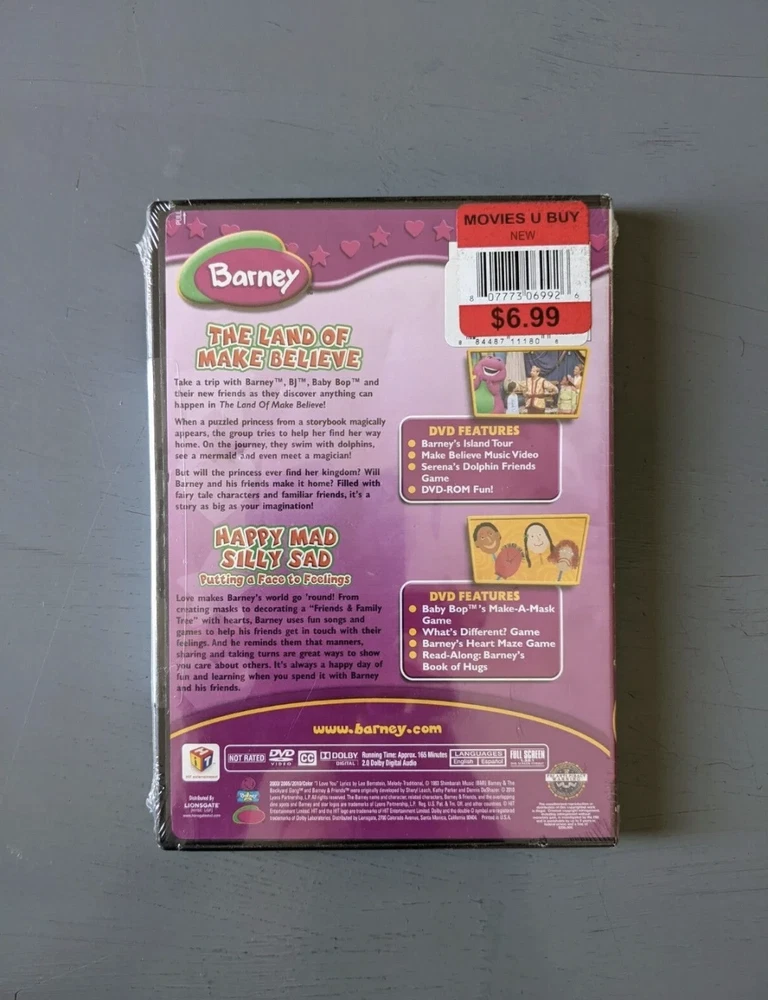 PULL
MOVIES U BUY
NEW
8 07773 06992 6
$6.99
8 84487 11180 6
Barney
THE LAND OF
MAKE BELIEVE
Take a trip with Barney™, BJ™, Baby Bop™ and
their new friends as they discover anything can
happen in The Land Of Make Believe!
When a puzzled princess from a storybook magically
appears, the group tries to help her find her way
home. On the journey, they swim with dolphins,
see a mermaid and even meet a magician!
But will the princess ever find her kingdom? Will
Barney and his friends make it home? Filled with
fairy tale characters and familiar friends, it's a
story as big as your imagination!
DVD FEATURES
Barney's Island Tour
Make Believe Music Video
Serena's Dolphin Friends
Game
DVD-ROM Fun!
HAPPY MAD
SILLY SAD
Putting a Face to Feelings
Love makes Barney's world go 'round! From
creating masks to decorating a "Friends & Family
Tree" with hearts, Barney uses fun songs and
games to help his friends get in touch with their
feelings. And he reminds them that manners,
sharing and taking turns are great ways to show
you care about others. It's always a happy day of
fun and learning when you spend it with Barney
and his friends.
DVD FEATURES
Baby Bop™'s Make-A-Mask
Game
What's Different? Game
Barney's Heart Maze Game
Read-Along: Barney's
Book of Hugs
www.barney.com
HiT entertainment
NOT RATED
DVD VIDEO
CC
DOLBY DIGITAL
Running Time: Approx. 165 Minutes
2.0 Dolby Digital Audio
LANGUAGES
English Español
FULL SCREEN
Distributed By
LIONSGATE